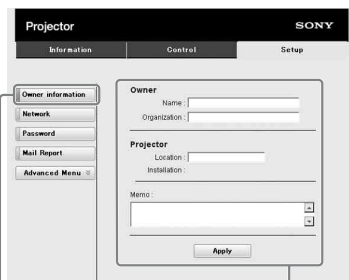 Projector SONY
Information Control Setup
Owner information
Network
Password
Mail Report
Advanced Menu
Owner
Name :
Organization :
Projector
Location :
Installation :
Memo :
Apply